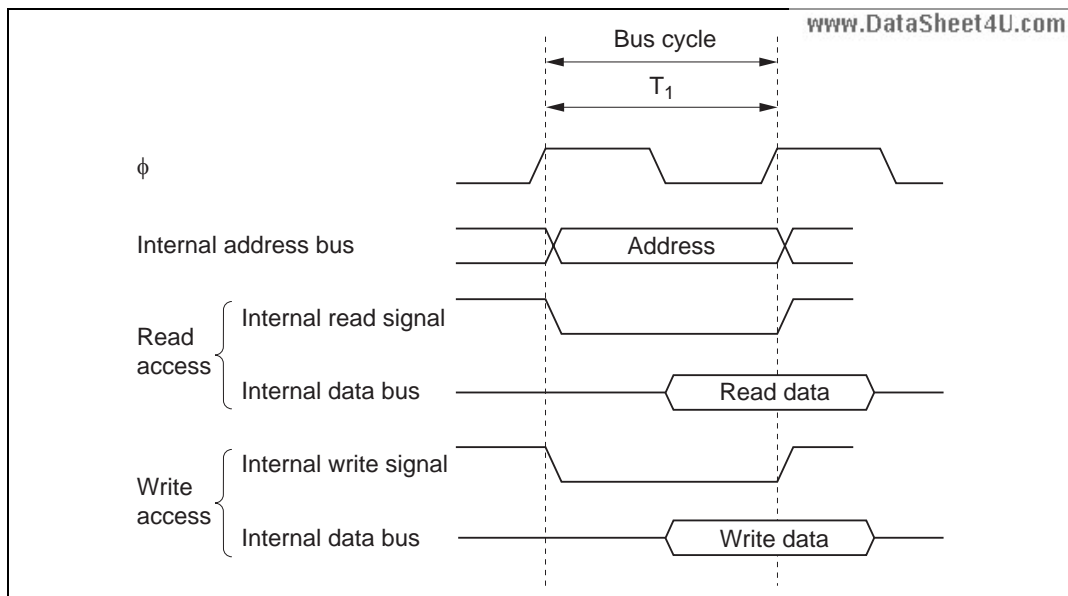 www.DataSheet4U.com
Bus cycle
T₁
ϕ
Internal address bus
Address
Read access
Internal read signal
Internal data bus
Read data
Write access
Internal write signal
Internal data bus
Write data